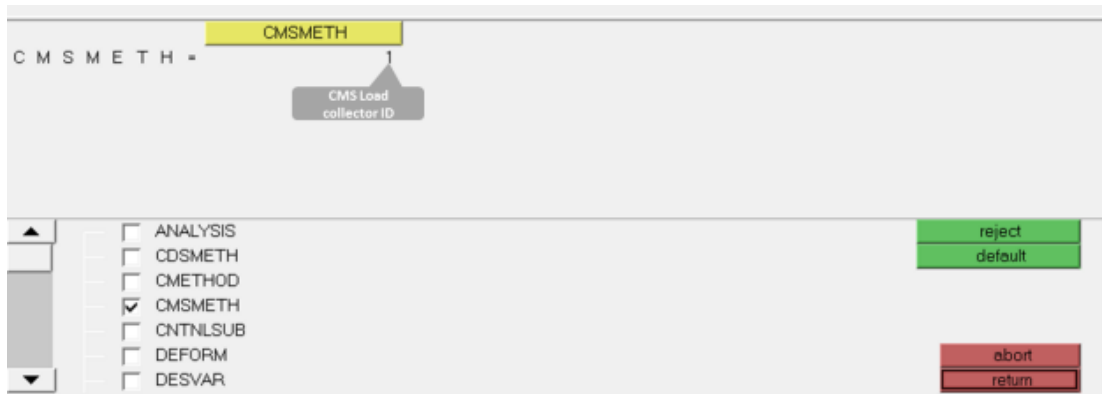 CMSMETH
C M S M E T H =
1
CMS Load
collector ID
ANALYSIS
reject
CDSMETH
default
CMETHOD
CMSMETH
CNTNLSUB
DEFORM
abort
DESVAR
return